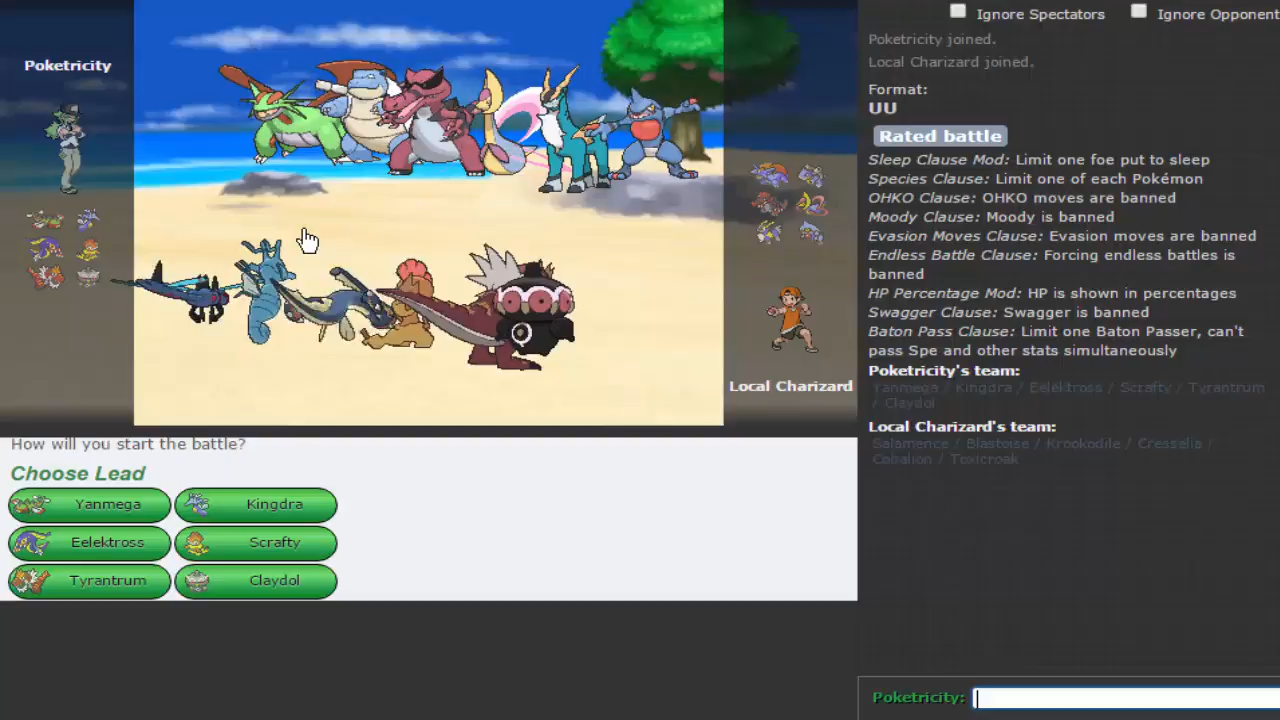 Ignore Spectators
Ignore Opponent
Poketricity joined.
Local Charizard joined.
Format:
UU
Rated battle
Sleep Clause Mod: Limit one foe put to sleep
Species Clause: Limit one of each Pokémon
OHKO Clause: OHKO moves are banned
Moody Clause: Moody is banned
Evasion Moves Clause: Evasion moves are banned
Endless Battle Clause: Forcing endless battles is
banned
HP Percentage Mod: HP is shown in percentages
Swagger Clause: Swagger is banned
Baton Pass Clause: Limit one Baton Passer, can't
pass Spe and other stats simultaneously
Poketricity's team:
Yanmega / Kingdra / Eelektross / Scrafty / Tyrantrum
/ Claydol
Local Charizard's team:
Salamence / Blastoise / Krookodile / Cresselia /
Cobalion / Toxicroak
Poketricity:
Poketricity
Local Charizard
How will you start the battle?
Choose Lead
Yanmega
Kingdra
Eelektross
Scrafty
Tyrantrum
Claydol